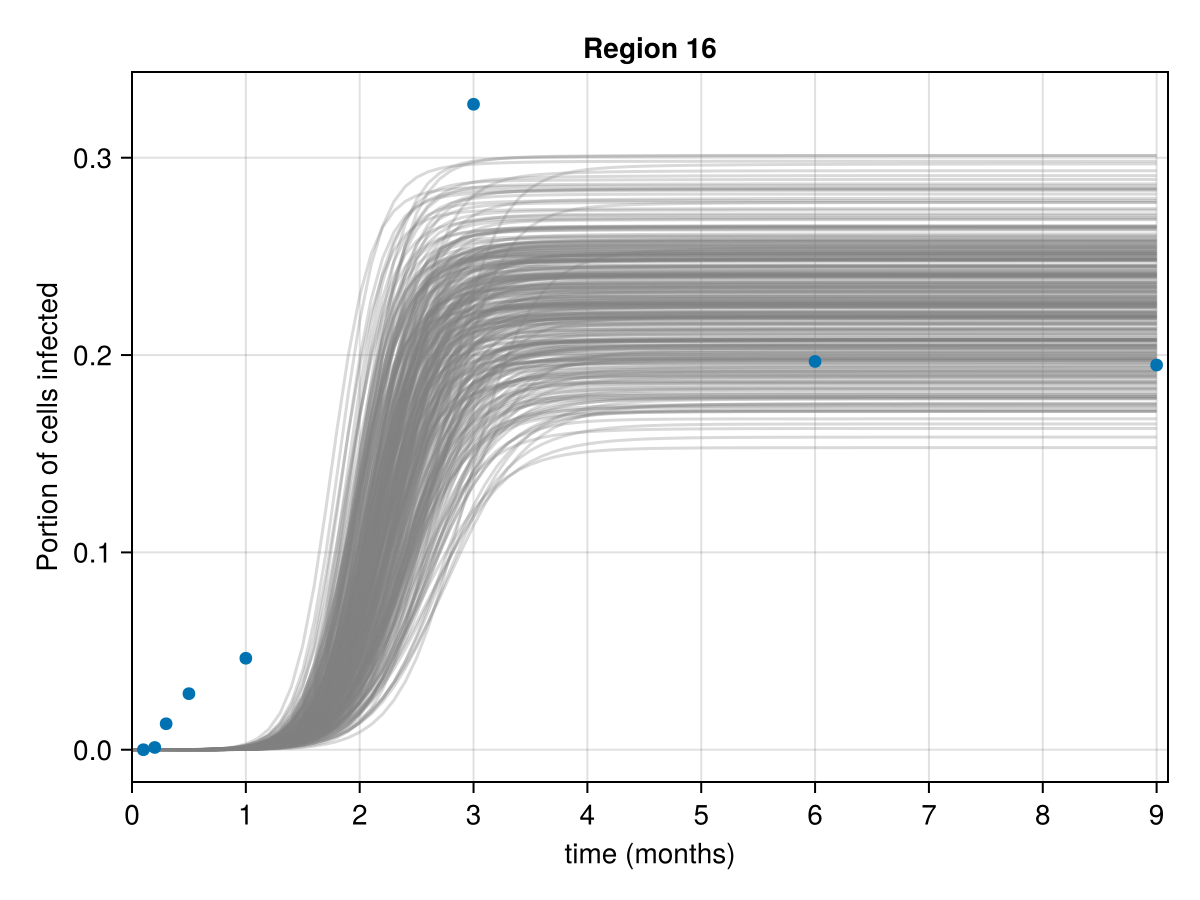 Region 16
Portion of cells infected
0.3
0.2
0.1
0.0
0 1 2 3 4 5 6 7 8 9
time (months)